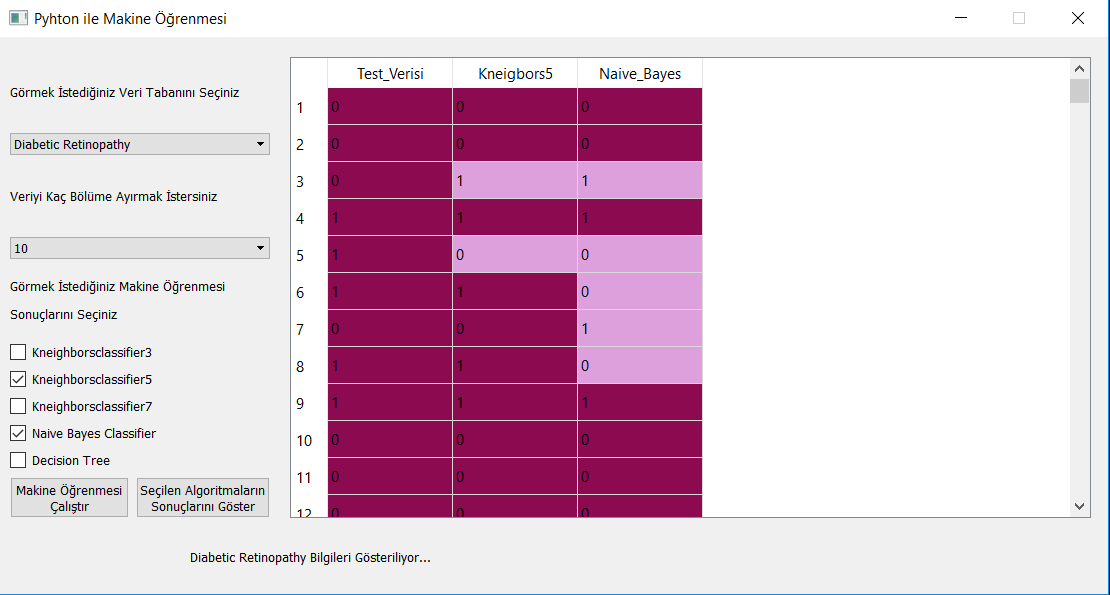 Pyhton ile Makine Öğrenmesi
Görmek İstediğiniz Veri Tabanını Seçiniz
Diabetic Retinopathy
Veriyi Kaç Bölüme Ayırmak İstersiniz
10
Görmek İstediğiniz Makine Öğrenmesi
Sonuçlarını Seçiniz
Kneighborsclassifier3
Kneighborsclassifier5
Kneighborsclassifier7
Naive Bayes Classifier
Decision Tree
Makine Öğrenmesi
Çalıştır
Seçilen Algoritmaların
Sonuçlarını Göster
Test_Verisi Kneigbors5 Naive_Bayes
1 0 0 0
2 0 0 0
3 0 1 1
4 1 1 1
5 1 0 0
6 1 1 0
7 0 0 1
8 1 1 0
9 1 1 1
10 0 0 0
11 0 0 0
12 0 0 0
Diabetic Retinopathy Bilgileri Gösteriliyor...